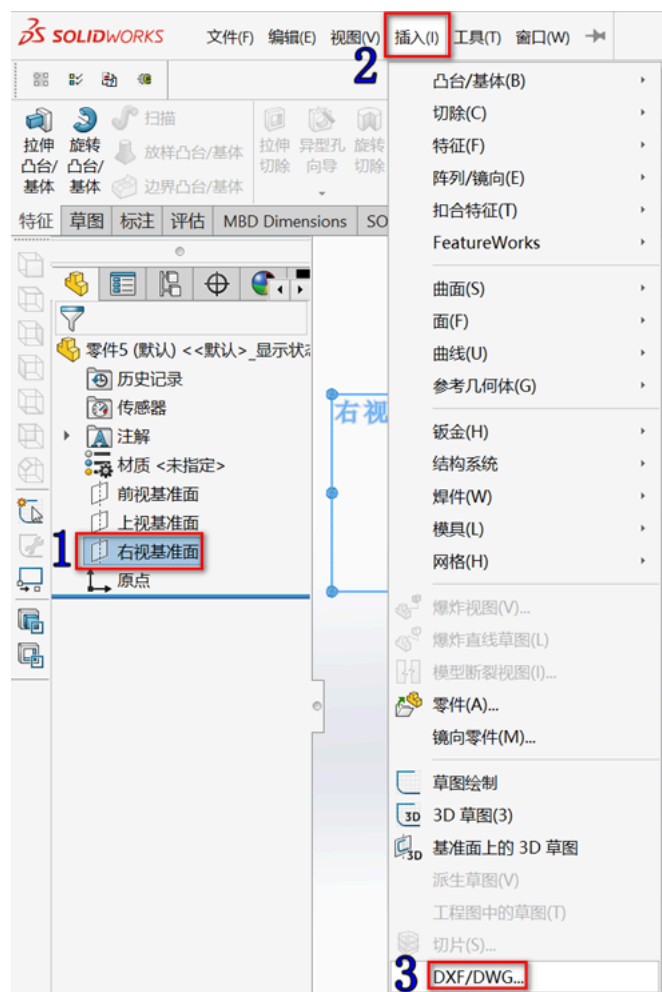 SOLIDWORKS 文件(F) 编辑(E) 视图(V) 插入(I) 工具(T) 窗口(W)
2
拉伸凸台/基体
旋转凸台/基体
扫描
放样凸台/基体
边界凸台/基体
拉伸切除
异型孔向导
旋转切除
特征 草图 标注 评估 MBD Dimensions SO
零件5 (默认) <<默认>_显示状态
历史记录
传感器
注解
材质 <未指定>
前视基准面
上视基准面
1 右视基准面
原点
右视
凸台/基体(B)
切除(C)
特征(F)
阵列/镜向(E)
扣合特征(T)
FeatureWorks
曲面(S)
面(F)
曲线(U)
参考几何体(G)
钣金(H)
结构系统
焊件(W)
模具(L)
网格(H)
爆炸视图(V)...
爆炸直线草图(L)
模型断裂视图(I)...
零件(A)...
镜向零件(M)...
草图绘制
3D 3D 草图(3)
3D 基准面上的 3D 草图
派生草图(V)
工程图中的草图(T)
切片(S)...
3 DXF/DWG...